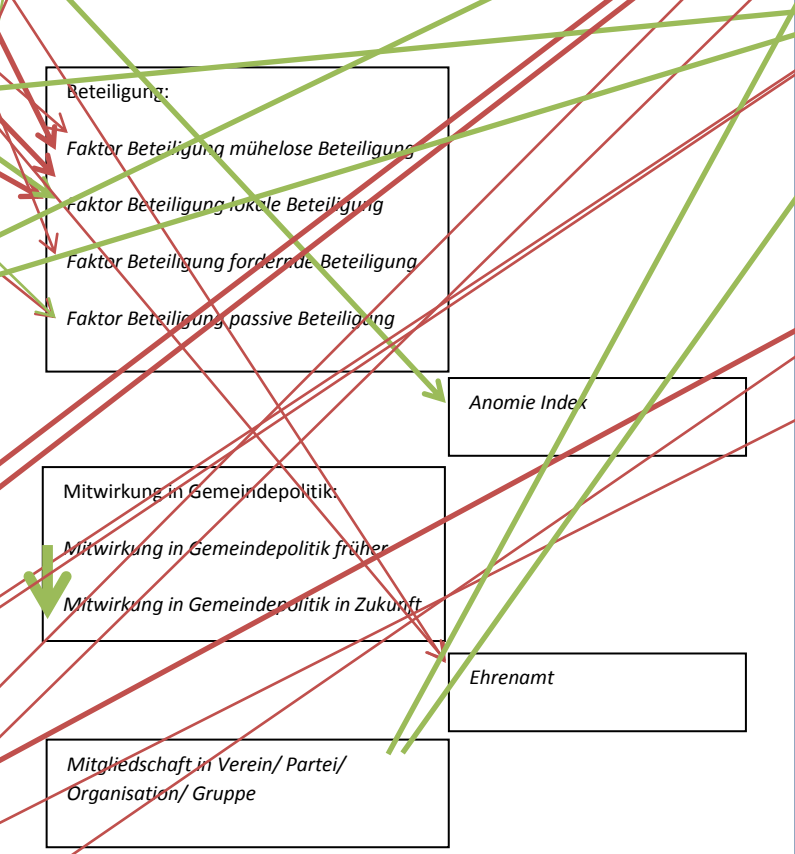 Beteiligung:
Faktor Beteiligung mühelose Beteiligung
Faktor Beteiligung lokale Beteiligung
Faktor Beteiligung fordernde Beteiligung
Faktor Beteiligung passive Beteiligung
Anomie Index
Mitwirkung in Gemeindepolitik:
Mitwirkung in Gemeindepolitik früher
Mitwirkung in Gemeindepolitik in Zukunft
Ehrenamt
Mitgliedschaft in Verein/ Partei/
Organisation/ Gruppe